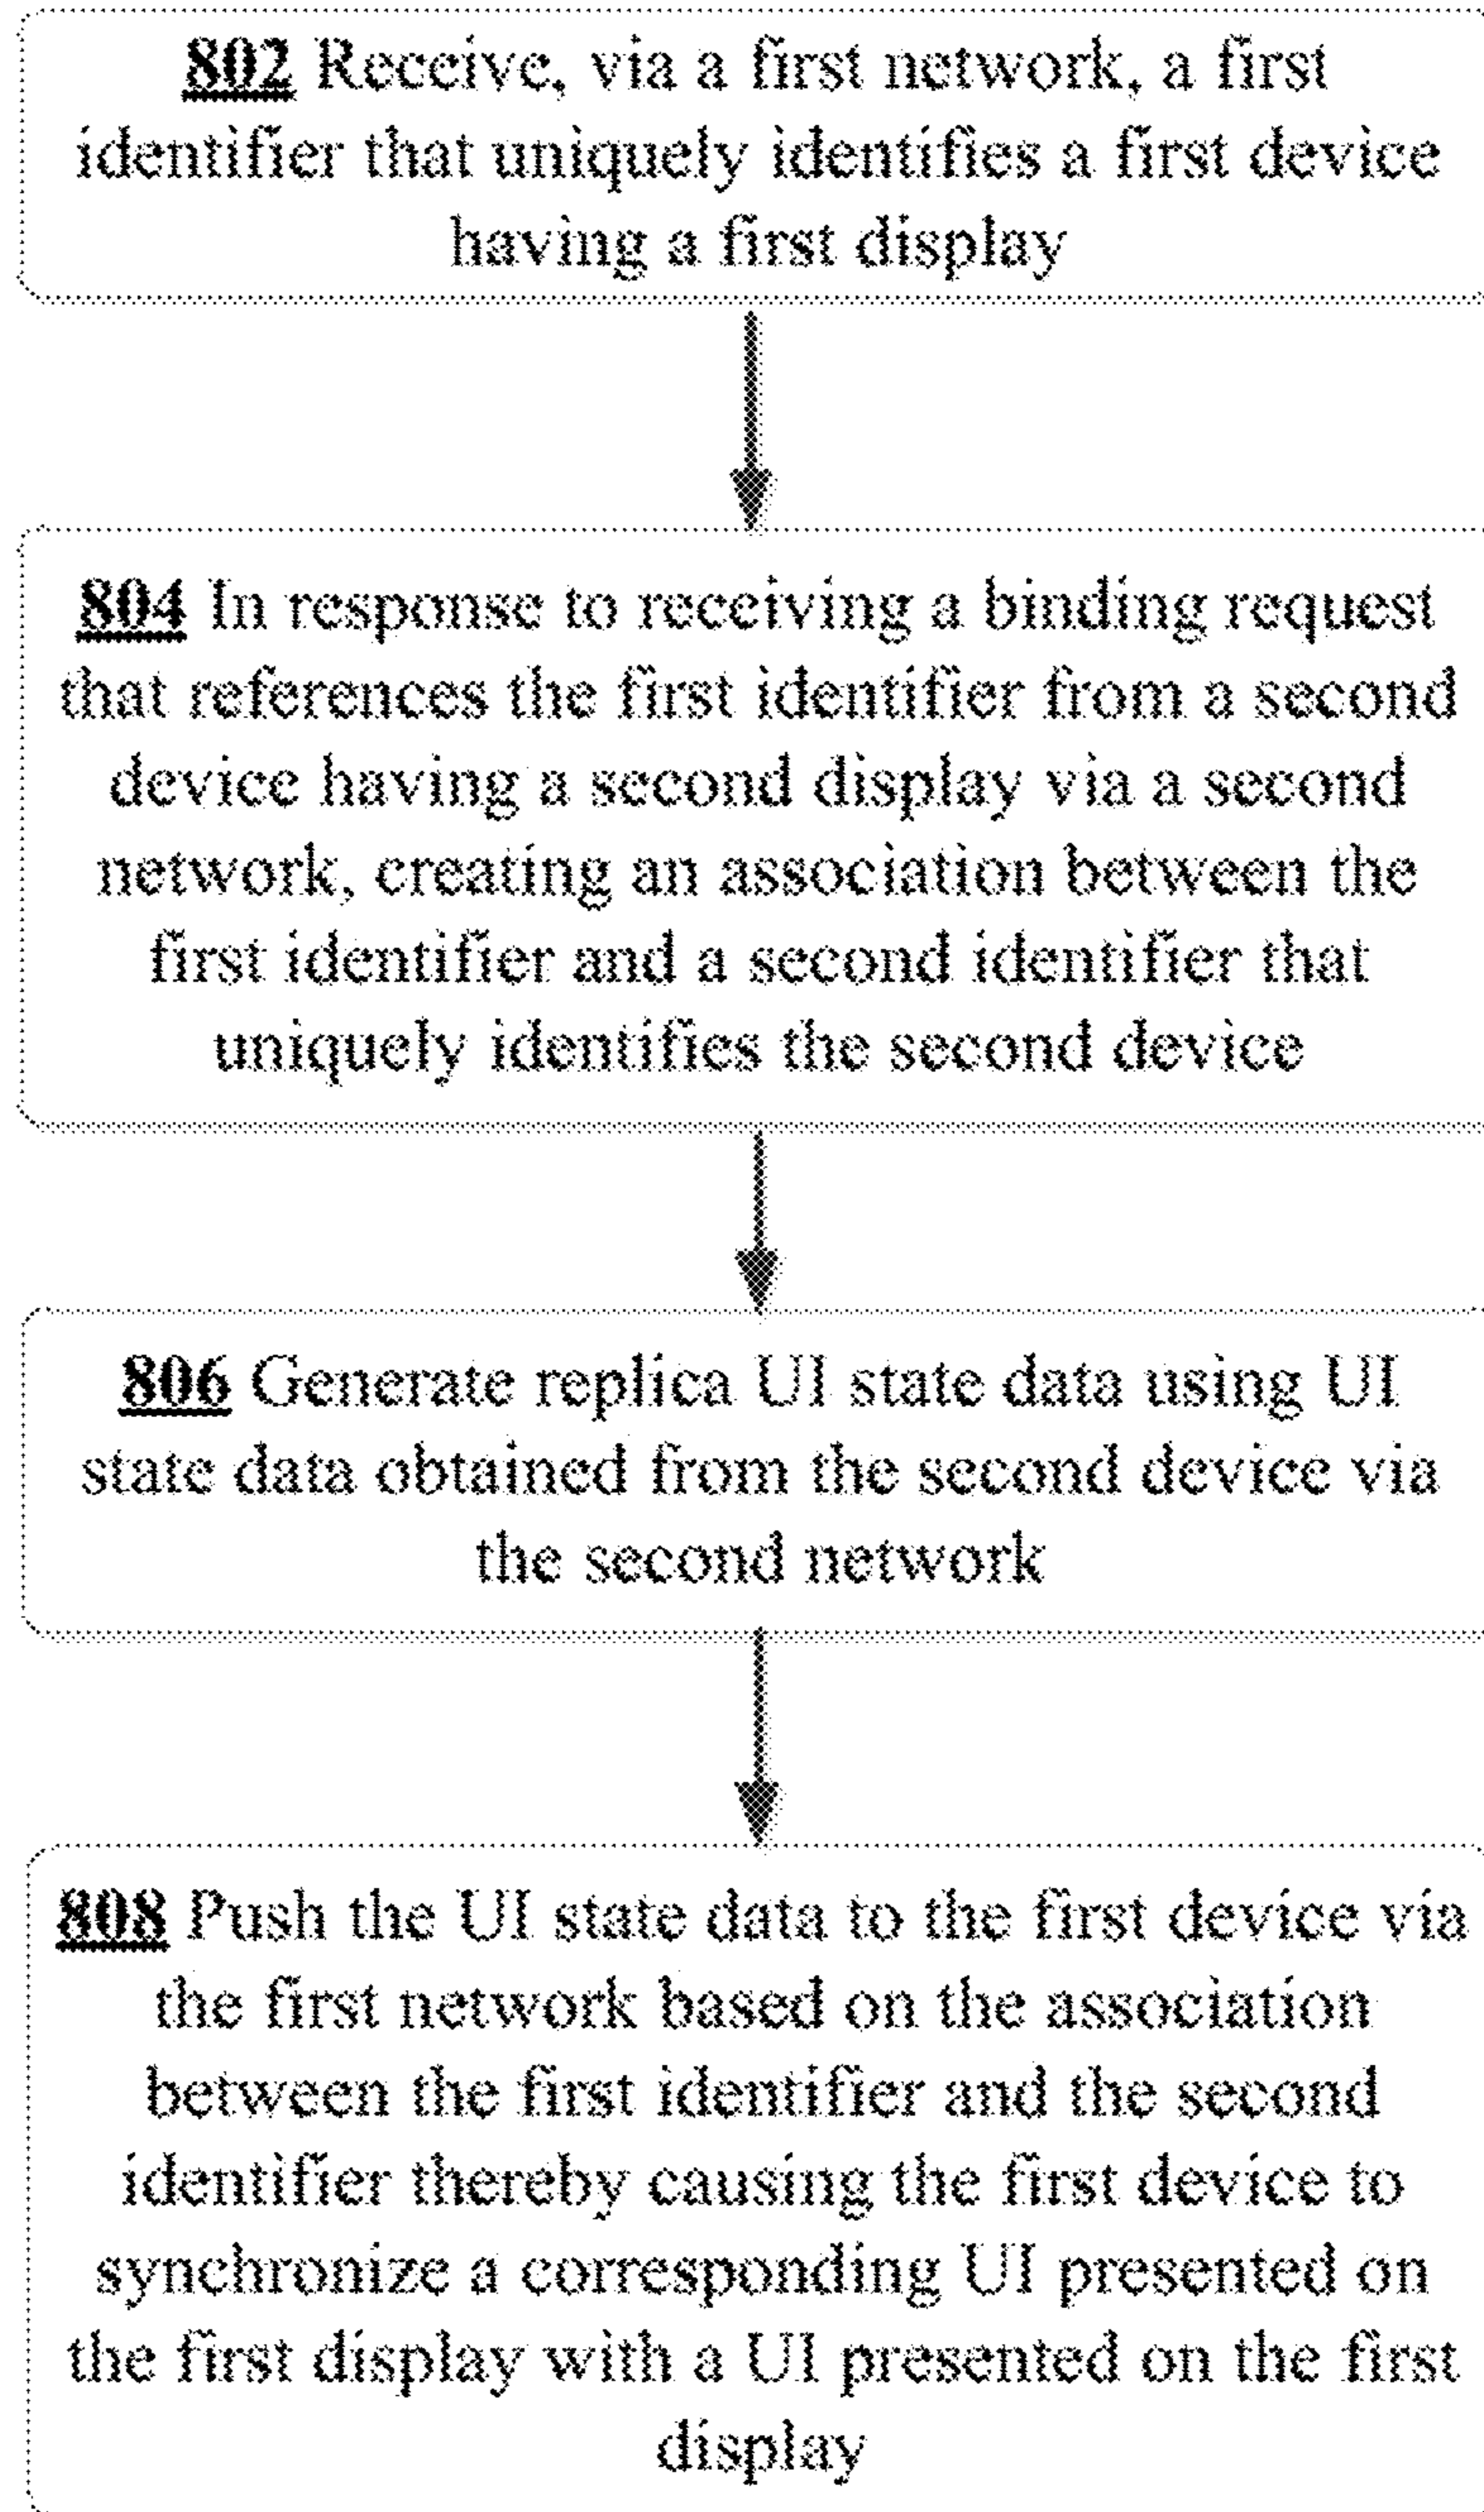 802 Receive, via a first network, a first
identifier that uniquely identifies a first device
having a first display
804 In response to receiving a binding request
that references the first identifier from a second
device having a second display via a second
network, creating an association between the
first identifier and a second identifier that
uniquely identifies the second device
806 Generate replica UI state data using UI
state data obtained from the second device via
the second network
808 Push the UI state data to the first device via
the first network based on the association
between the first identifier and the second
identifier thereby causing the first device to
synchronize a corresponding UI presented on
the first display with a UI presented on the first
display